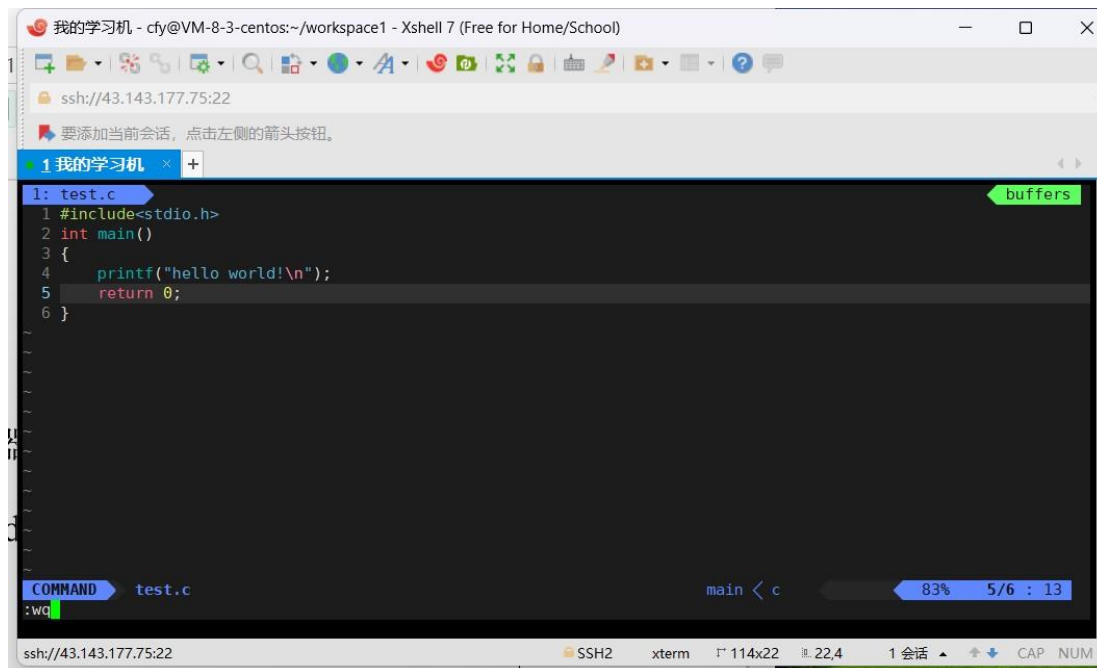 我的学习机 - cfy@VM-8-3-centos:~/workspace1 - Xshell 7 (Free for Home/School)
ssh://43.143.177.75:22
要添加当前会话，点击左侧的箭头按钮。
1 我的学习机 × +
1: test.c buffers
1 #include<stdio.h>
2 int main()
3 {
4     printf("hello world!\n");
5     return 0;
6 }
~
~
~
~
~
~
~
~
~
~
~
~
~
COMMAND test.c main < c 83% 5/6 : 13
:wq
ssh://43.143.177.75:22 SSH2 xterm 114x22 22,4 1 会话 CAP NUM